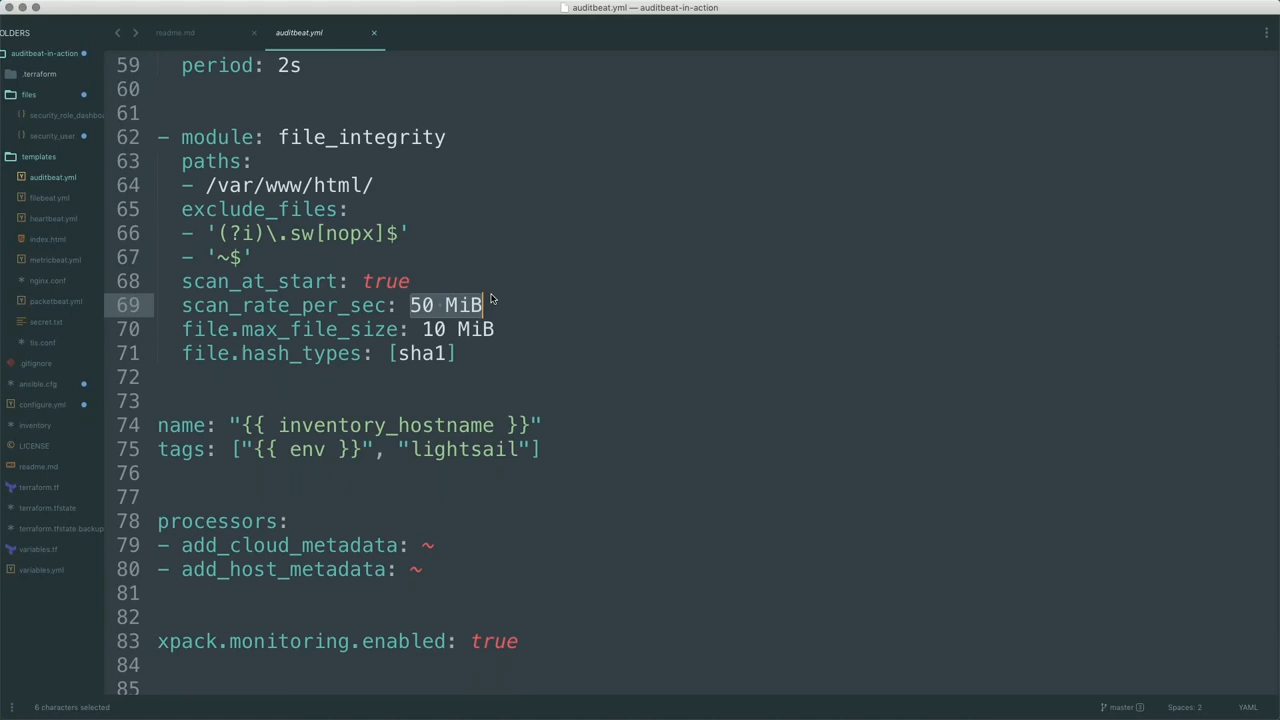 auditbeat.yml — auditbeat-in-action
OLDERS
auditbeat-in-action
.terraform
files
security_role_dashboa
security_user
templates
auditbeat.yml
filebeat.yml
heartbeat.yml
index.html
metricbeat.yml
nginx.conf
packetbeat.yml
secret.txt
tls.conf
.gitignore
ansible.cfg
configure.yml
inventory
LICENSE
readme.md
terraform.tf
terraform.tfstate
terraform.tfstate.backup
variables.tf
variables.yml
readme.md
auditbeat.yml
59 period: 2s
60
61
62 - module: file_integrity
63 paths:
64 - /var/www/html/
65 exclude_files:
66 - '(?i)\.sw[nopx]$'
67 - '~$'
68 scan_at_start: true
69 scan_rate_per_sec: 50 MiB
70 file.max_file_size: 10 MiB
71 file.hash_types: [sha1]
72
73
74 name: "{{ inventory_hostname }}"
75 tags: ["{{ env }}", "lightsail"]
76
77
78 processors:
79 - add_cloud_metadata: ~
80 - add_host_metadata: ~
81
82
83 xpack.monitoring.enabled: true
84
85
6 characters selected
master 3
Spaces: 2
YAML